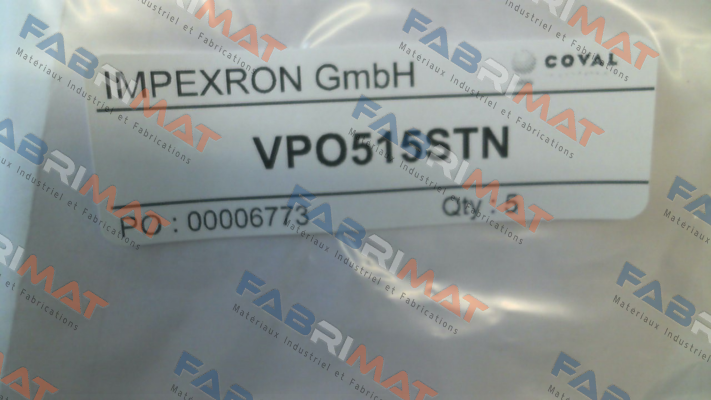 IMPEXRON GmbH
COVAL
VPO515STN
PO : 00006773
Qty : 5
FABRIMAT
Materiaux Industriel et Fabrications